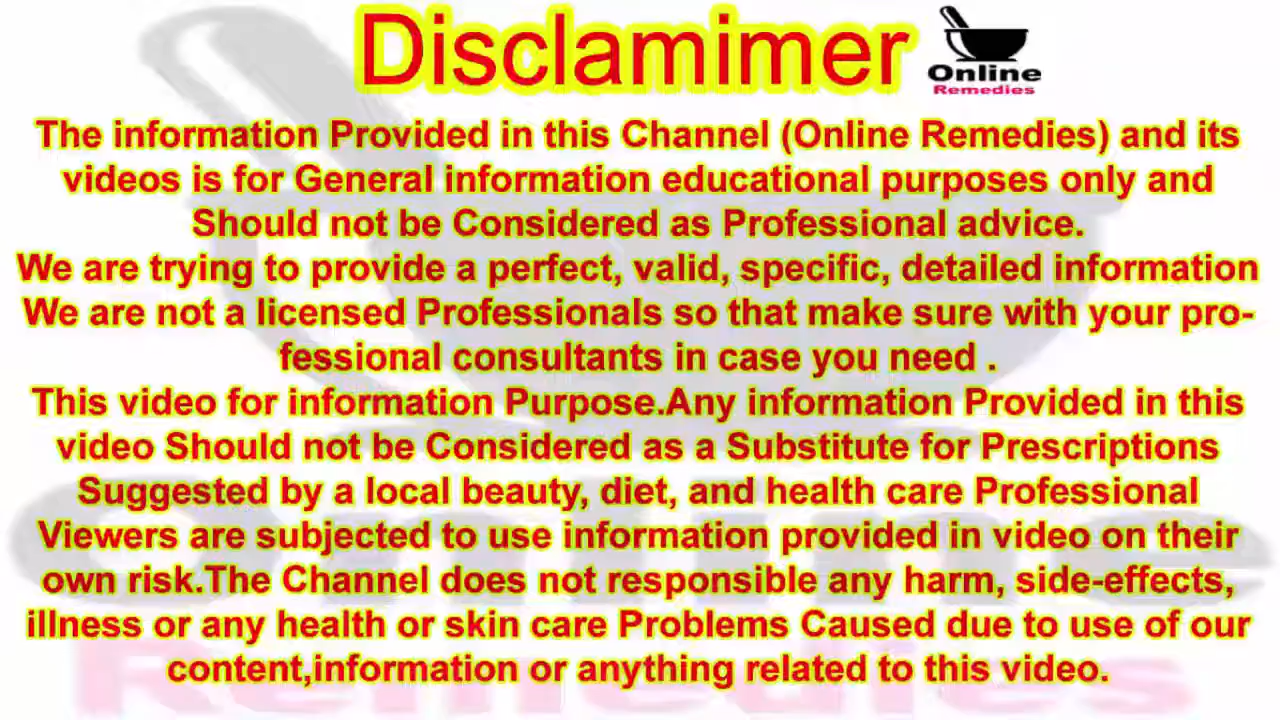 Disclamimer
Online
Remedies
The information Provided in this Channel (Online Remedies) and its
videos is for General information educational purposes only and
Should not be Considered as Professional advice.
We are trying to provide a perfect, valid, specific, detailed information
We are not a licensed Professionals so that make sure with your pro-
fessional consultants in case you need .
This video for information Purpose.Any information Provided in this
video Should not be Considered as a Substitute for Prescriptions
Suggested by a local beauty, diet, and health care Professional
Viewers are subjected to use information provided in video on their
own risk.The Channel does not responsible any harm, side-effects,
illness or any health or skin care Problems Caused due to use of our
content,information or anything related to this video.
Online
Remedies